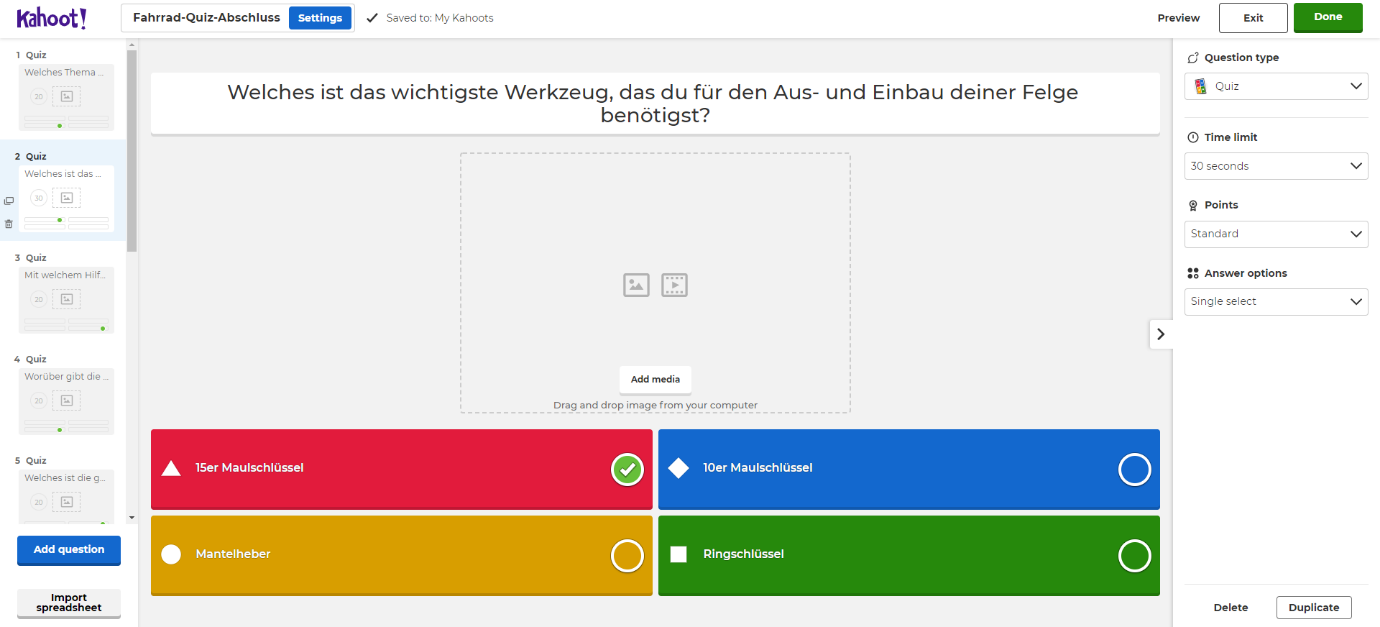 Kahoot!
Fahrrad-Quiz-Abschluss
Settings
Saved to: My Kahoots
Preview
Exit
Done
1 Quiz
Welches Thema ...
20
2 Quiz
Welches ist das ...
30
3 Quiz
Mit welchem Hilf...
20
4 Quiz
Worüber gibt die ...
20
5 Quiz
Welches ist die g...
20
Add question
Import
spreadsheet
Welches ist das wichtigste Werkzeug, das du für den Aus- und Einbau deiner Felge
benötigst?
Add media
Drag and drop image from your computer
15er Maulschlüssel
10er Maulschlüssel
Mantelheber
Ringschlüssel
Question type
Quiz
Time limit
30 seconds
Points
Standard
Answer options
Single select
Delete
Duplicate